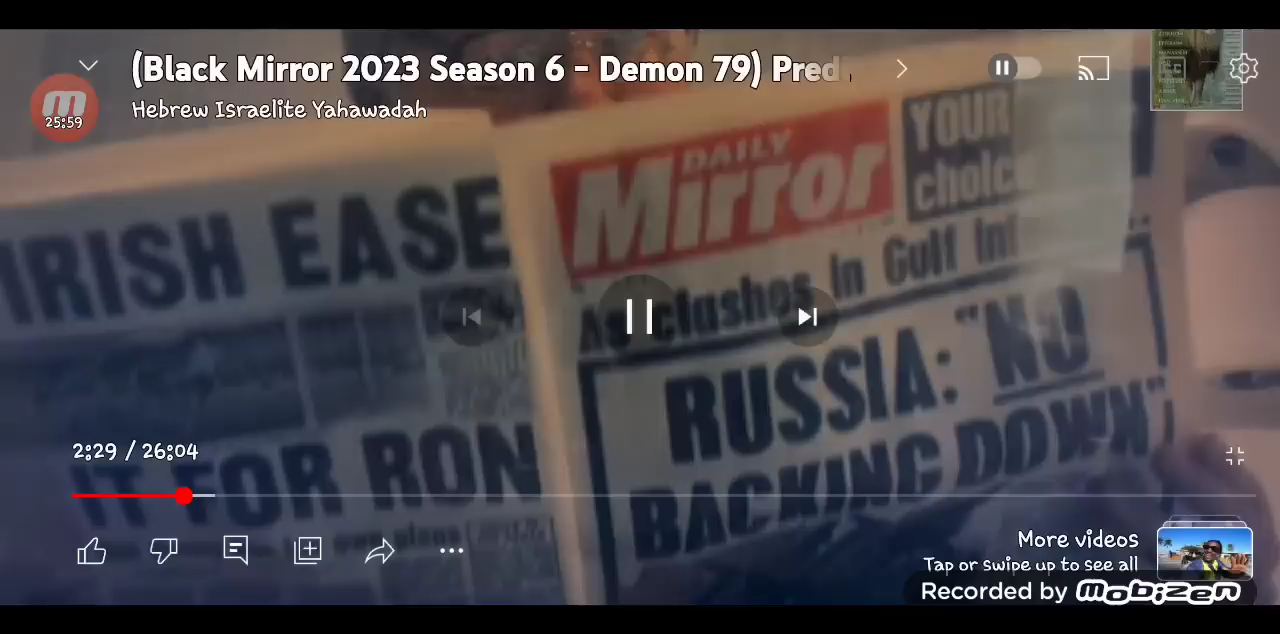 (Black Mirror 2023 Season 6 - Demon 79) Pred
Hebrew Israelite Yahawadah
25:59
DAILY
Mirror
YOUR
choice
IRISH EASE
As clashes in Gulf
RUSSIA: "NO
BACKING DOWN"
IT FOR RON
2:29 / 26:04
More videos
Tap or swipe up to see all
Recorded by MOBIZEN